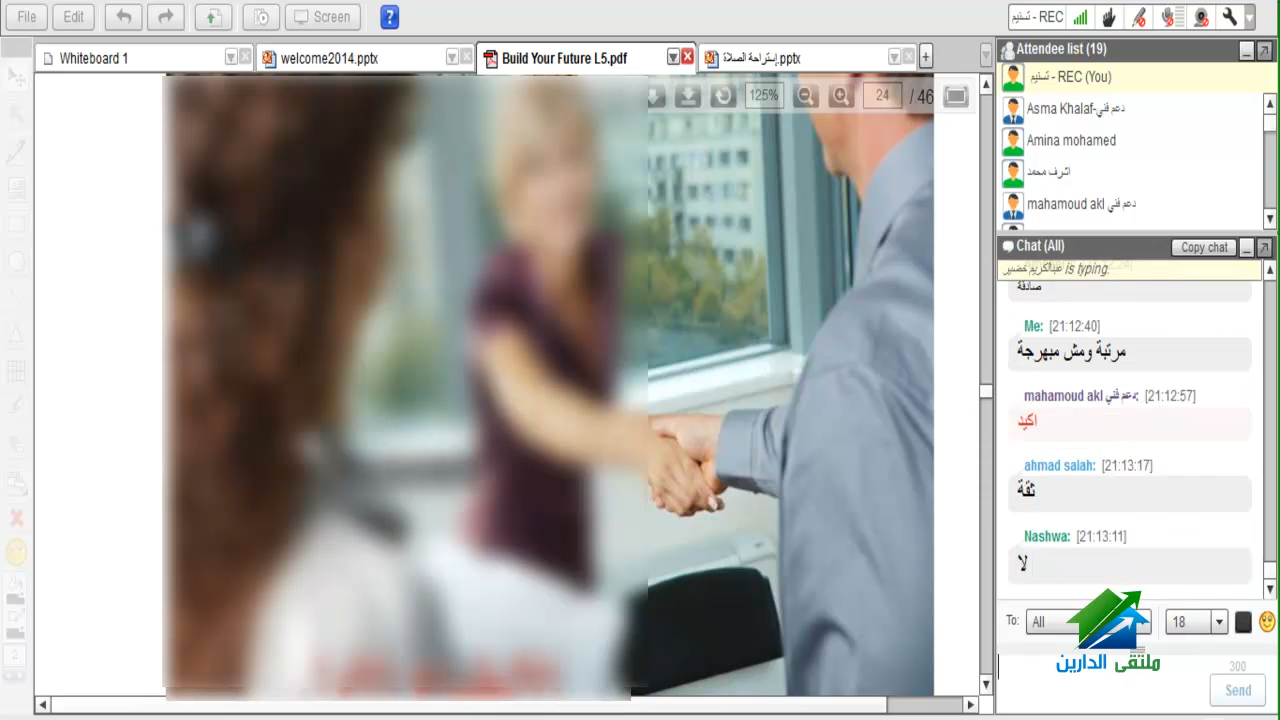 File
Edit
Screen
?
تسنيم - REC
Whiteboard 1
welcome2014.pptx
Build Your Future L5.pdf
إستراحة الصلاة.pptx
125%
24 / 46
Attendee list (19)
تسنيم - REC (You)
Asma Khalaf-دعم فني
Amina mohamed
اشرف محمد
mahamoud akl دعم فني
Chat (All)
Copy chat
عبدالكريم خضير is typing.
صادقة
Me: [21:12:40]
مرتبة ومش مبهرجة
mahamoud akl دعم فني: [21:12:57]
اكيد
ahmad salah: [21:13:17]
ثقة
Nashwa: [21:13:11]
لا
To: All
18
ملتقى الدارين
300
Send
2